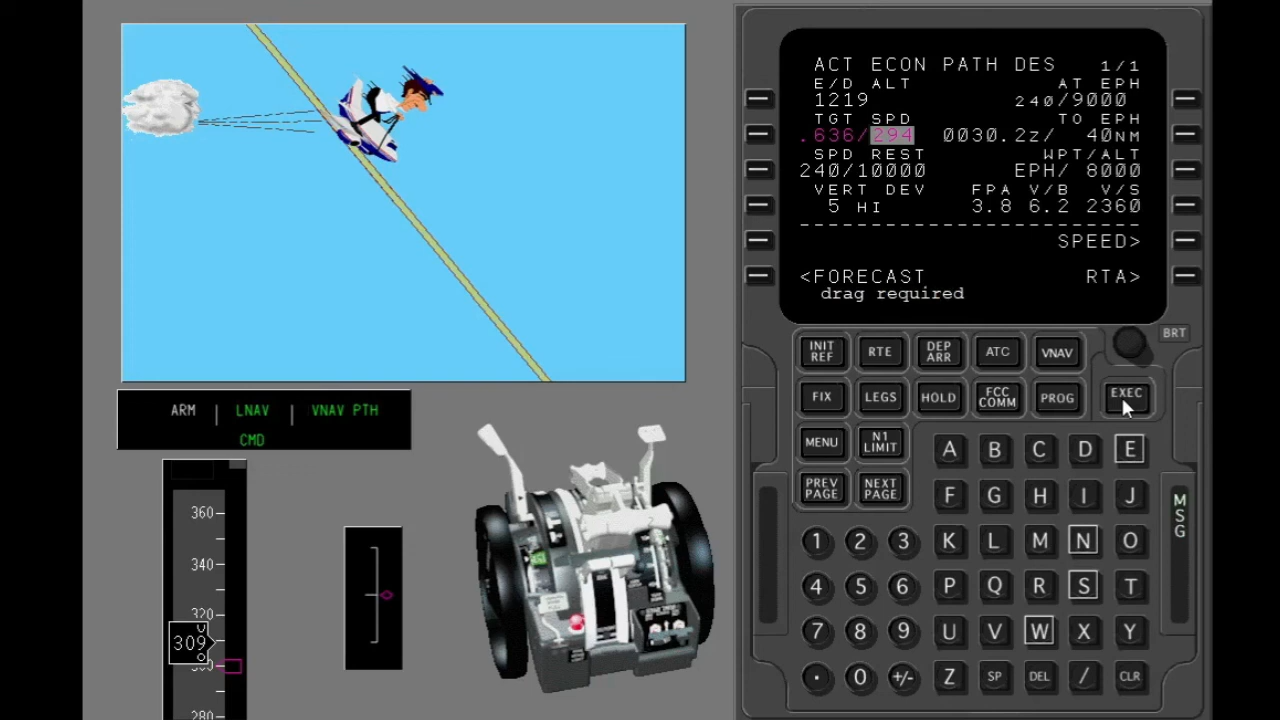 ACT ECON PATH DES 1/1
E/D ALT AT EPH
1219 240/9000
TGT SPD TO EPH
.636/294 0030.2z/ 40NM
SPD REST WPT/ALT
240/10000 EPH/ 8000
VERT DEV FPA V/B V/S
5 HI 3.8 6.2 2360
--------------------------------
SPEED>
<FORECAST RTA>
drag required
BRT
INIT REF
RTE
DEP ARR
ATC
VNAV
FIX
LEGS
HOLD
FCC COMM
PROG
EXEC
MENU
N1 LIMIT
PREV PAGE
NEXT PAGE
A B C D E
F G H I J
K L M N O
P Q R S T
U V W X Y
Z SP DEL / CLR
1 2 3
4 5 6
7 8 9
. 0 +/-
MSG
ARM | LNAV | VNAV PTH
CMD
360
340
320
309
280